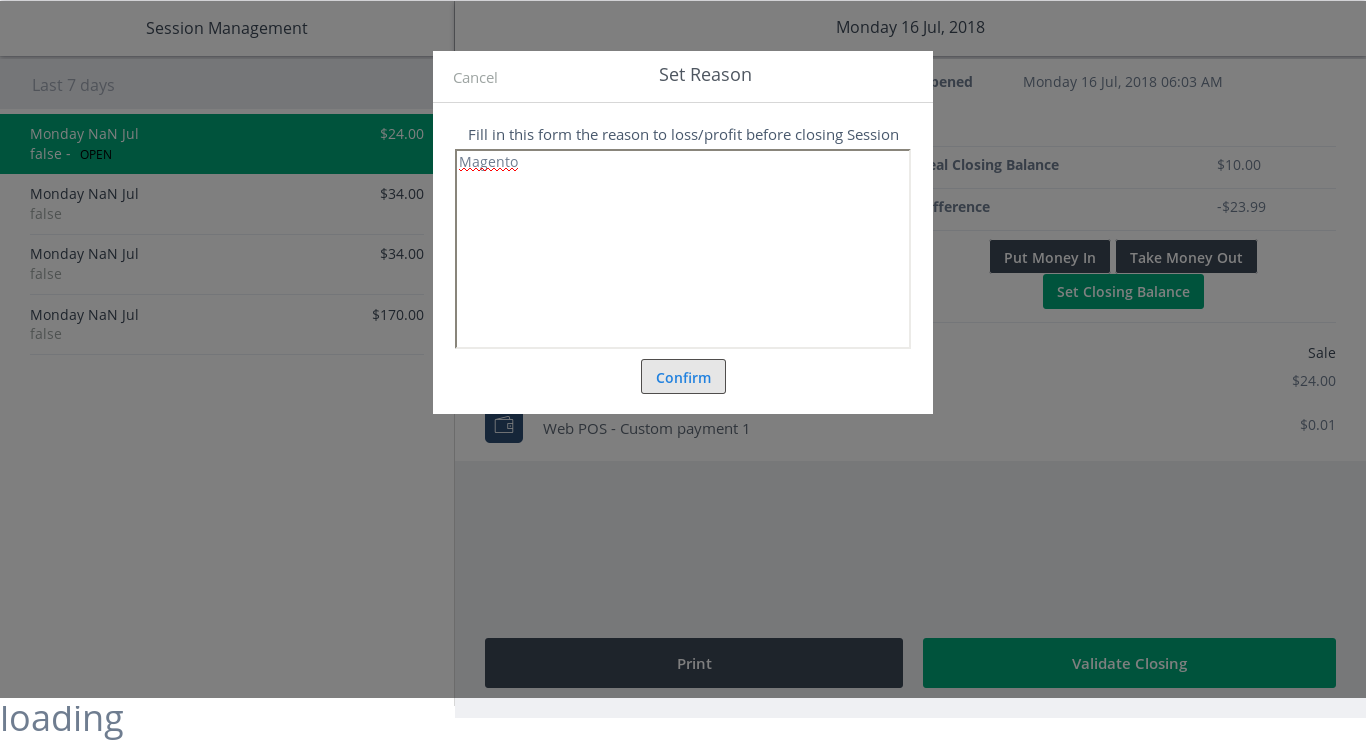 Session Management
Monday 16 Jul, 2018
Last 7 days
Monday NaN Jul $24.00
false - OPEN
Monday NaN Jul $34.00
false
Monday NaN Jul $34.00
false
Monday NaN Jul $170.00
false
Cancel Set Reason
Fill in this form the reason to loss/profit before closing Session
Magento
Confirm
pened Monday 16 Jul, 2018 06:03 AM
eal Closing Balance $10.00
fference -$23.99
Put Money In Take Money Out
Set Closing Balance
Sale
$24.00
Web POS - Custom payment 1 $0.01
Print Validate Closing
loading